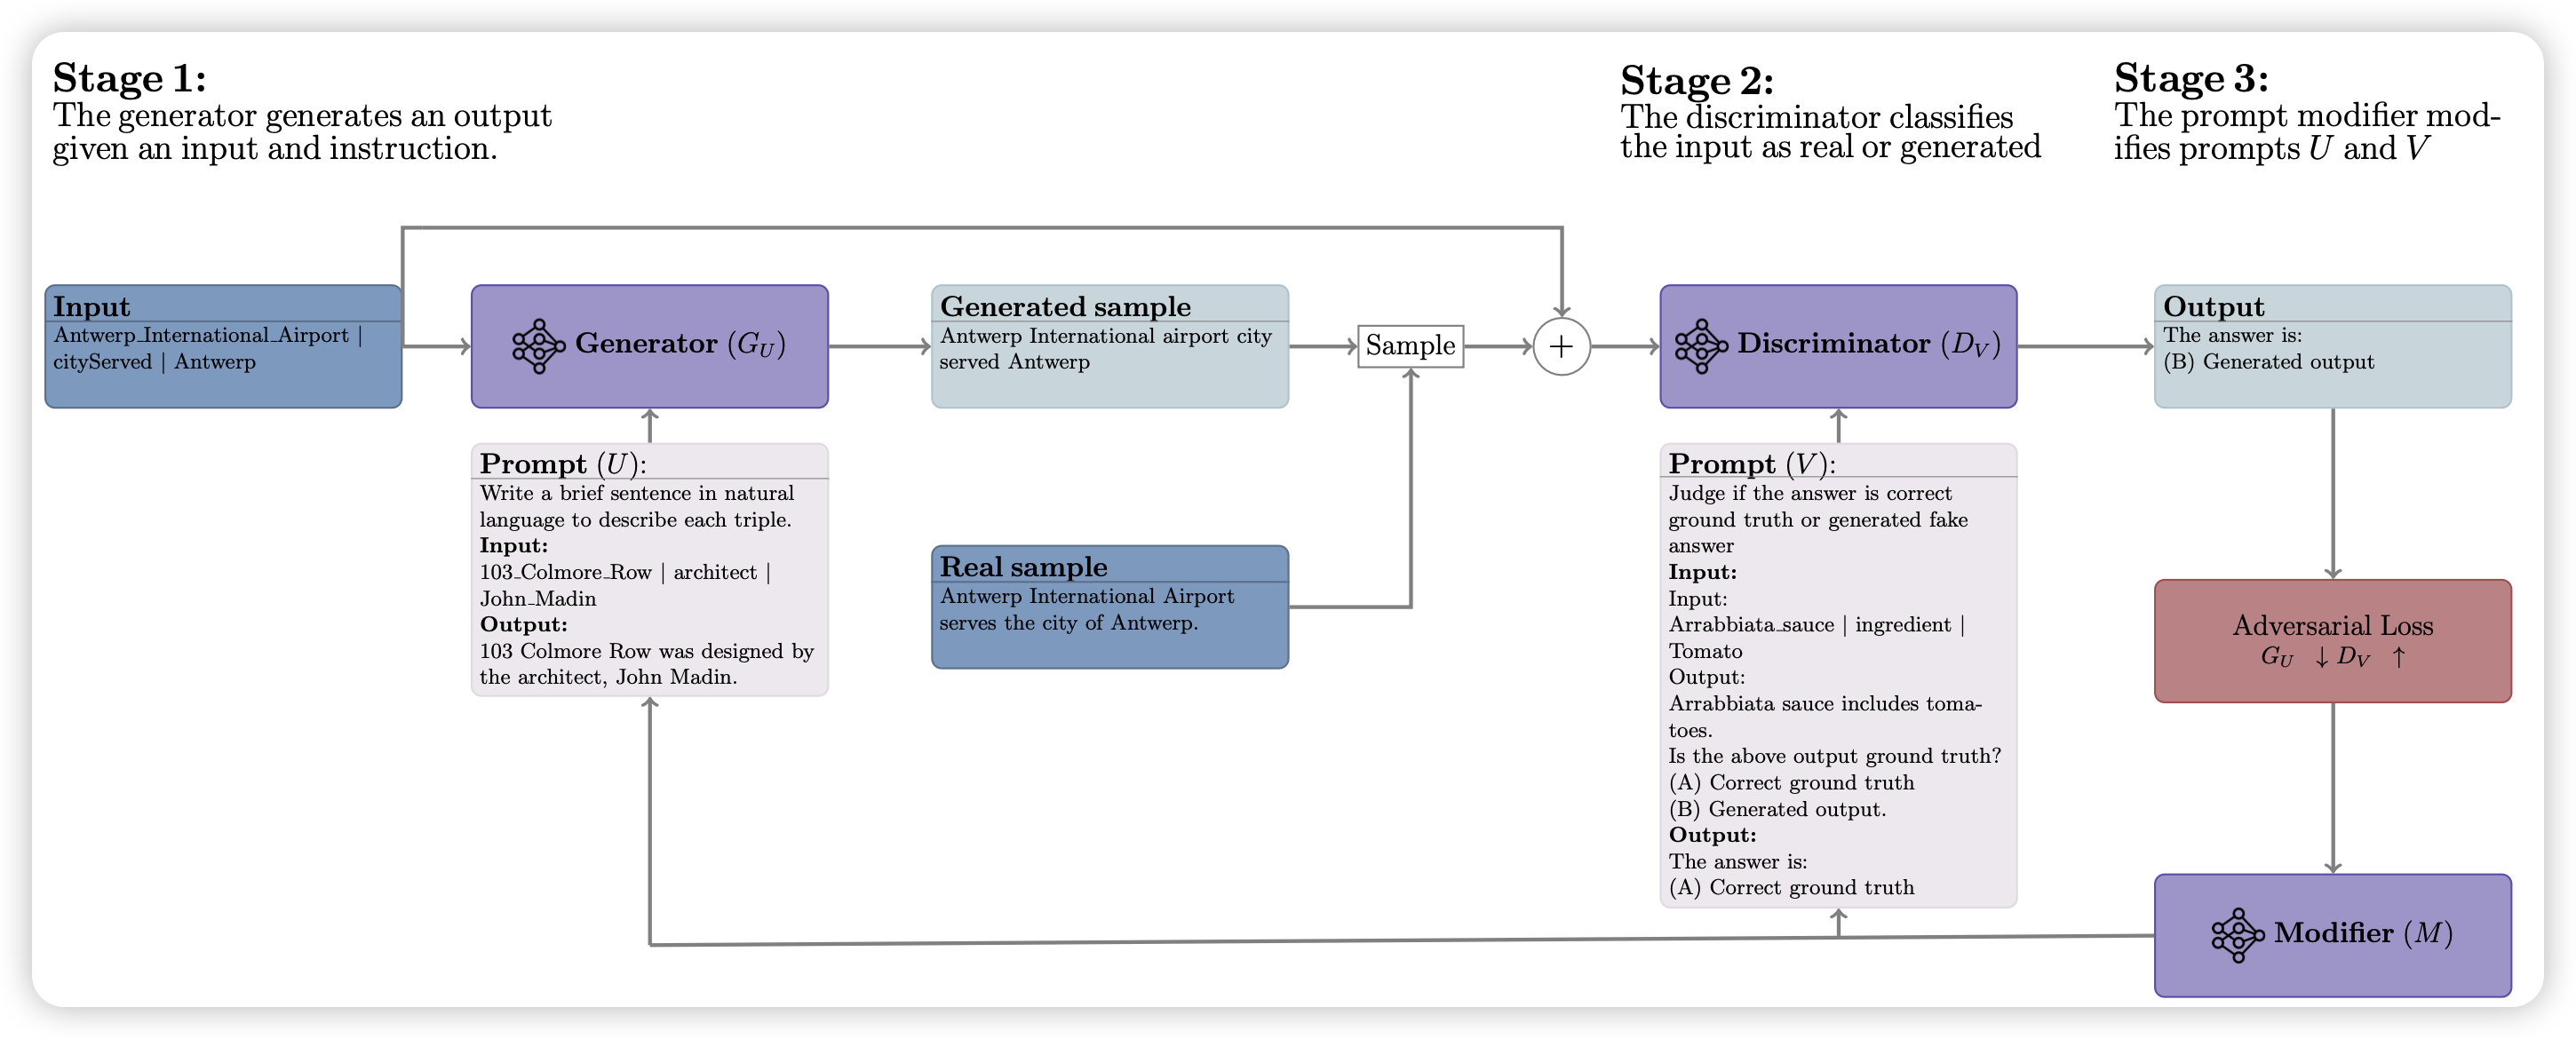 Stage 1:
The generator generates an output
given an input and instruction.
Stage 2:
The discriminator classifies
the input as real or generated
Stage 3:
The prompt modifier mod-
ifies prompts U and V
Input
Antwerp_International_Airport |
cityServed | Antwerp
Generator (G_U)
Generated sample
Antwerp International airport city
served Antwerp
Sample
+
Discriminator (D_V)
Output
The answer is:
(B) Generated output
Prompt (U):
Write a brief sentence in natural
language to describe each triple.
Input:
103_Colmore_Row | architect |
John_Madin
Output:
103 Colmore Row was designed by
the architect, John Madin.
Real sample
Antwerp International Airport
serves the city of Antwerp.
Prompt (V):
Judge if the answer is correct
ground truth or generated fake
answer
Input:
Input:
Arrabbiata_sauce | ingredient |
Tomato
Output:
Arrabbiata sauce includes toma-
toes.
Is the above output ground truth?
(A) Correct ground truth
(B) Generated output.
Output:
The answer is:
(A) Correct ground truth
Adversarial Loss
G_U ↓ D_V ↑
Modifier (M)